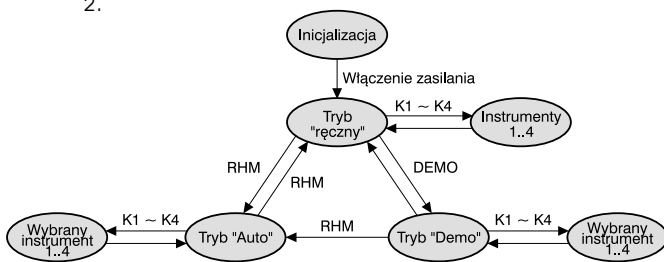 2.
Inicjalizacja
Włączenie zasilania
Tryb
"ręczny"
K1 ~ K4
Instrumenty
1..4
RHM
RHM
DEMO
Wybrany
instrument
1..4
K1 ~ K4
Tryb "Auto"
RHM
Tryb "Demo"
K1 ~ K4
Wybrany
instrument
1..4